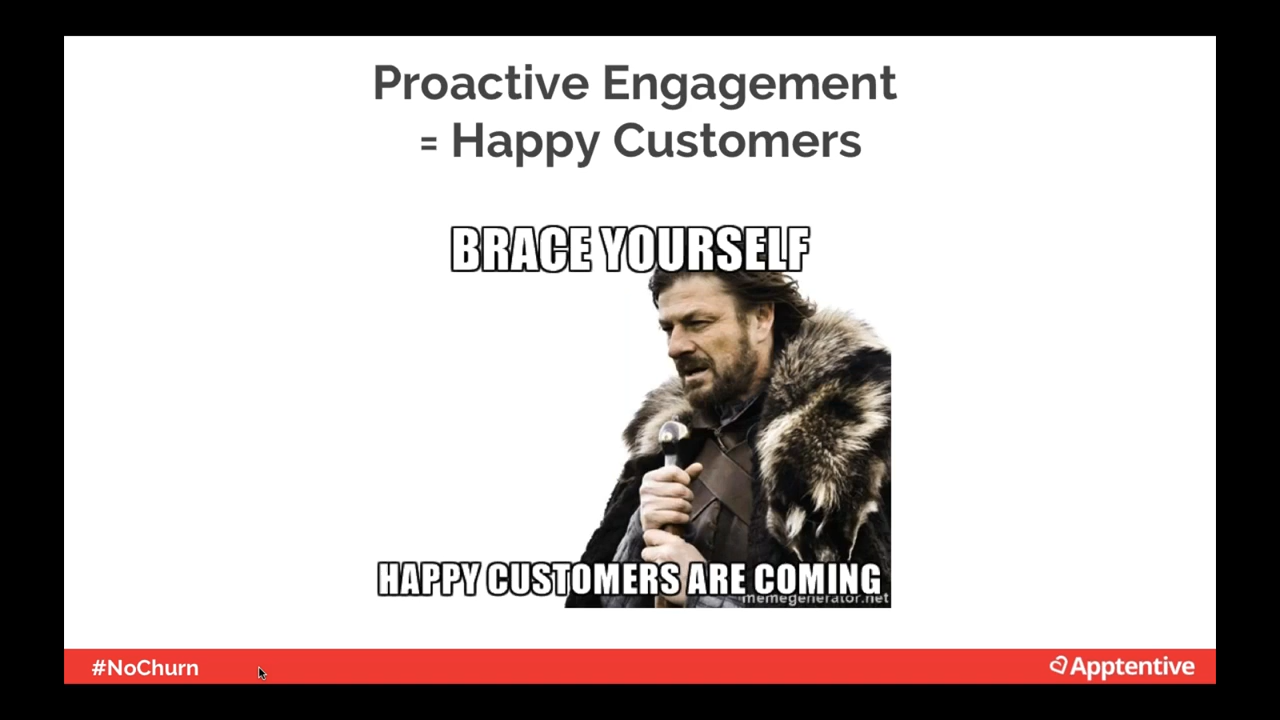 Proactive Engagement
= Happy Customers
BRACE YOURSELF
HAPPY CUSTOMERS ARE COMING
memegenerator.net
#NoChurn
Apptentive